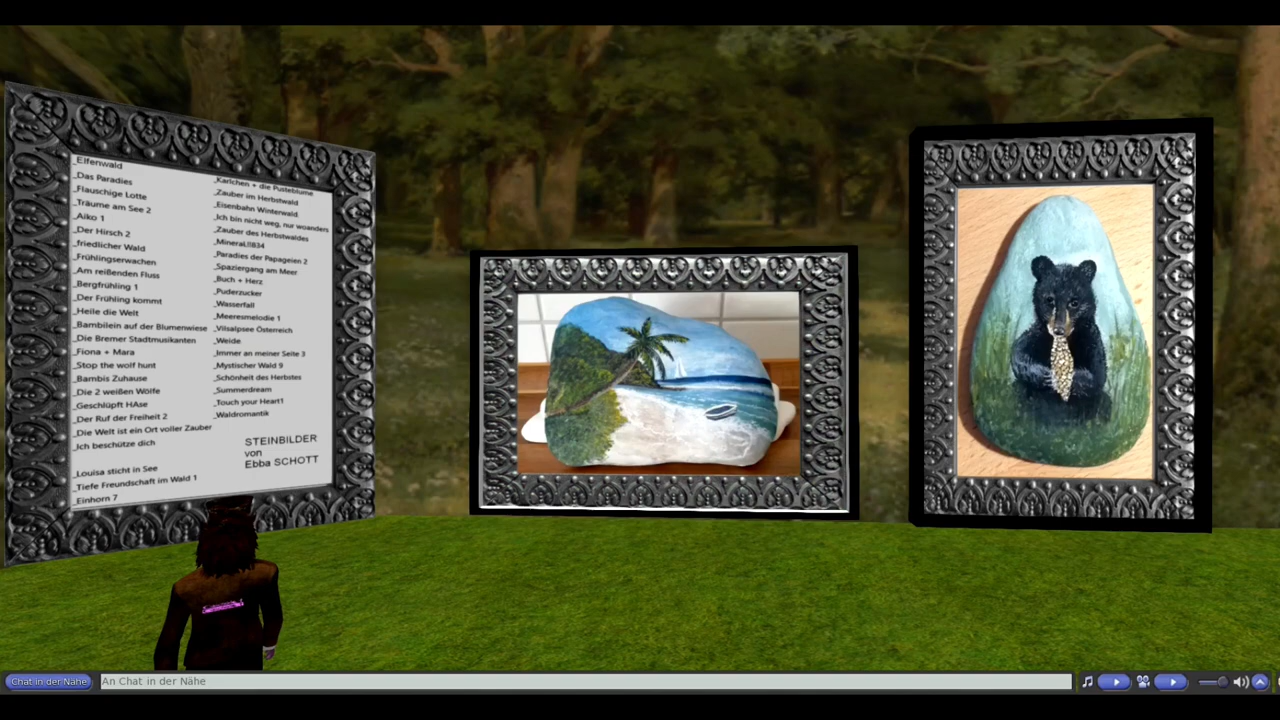 _Elfenwald
_Das Paradies
_Flauschige Lotte
_Träume am See 2
_Aiko 1
_Der Hirsch 2
_friedlicher Wald
_Frühlingserwachen
_Am reißenden Fluss
_Bergfrühling 1
_Der Frühling kommt
_Heile die Welt
_Bambilein auf der Blumenwiese
_Die Bremer Stadtmusikanten
_Fiona + Mara
_Stop the wolf hunt
_Bambis Zuhause
_Die 2 weißen Wölfe
_Geschlüpft HAse
_Der Ruf der Freiheit 2
_Die Welt ist ein Ort voller Zauber
_Ich beschütze dich
_Louisa sticht in See
_Tiefe Freundschaft im Wald 1
_Einhorn 7
_Karlchen + die Pusteblume
_Zauber im Herbstwald
_Eisenbahn Winterwald
_Ich bin nicht weg, nur woanders
_Zauber des Herbstwaldes
_Paradies der Papageien 2
_Spaziergang am Meer
_Buch + Herz
_Puderzucker
_Wasserfall
_Meeresmelodie 1
_Vilsalpsee Österreich
_Weide
_Immer an meiner Seite 3
_Mystischer Wald 9
_Schönheit des Herbstes
_Summerdream
_Touch your Heart1
_Waldromantik
STEINBILDER
von
Ebba SCHOTT
Chat in der Nähe
An Chat in der Nähe